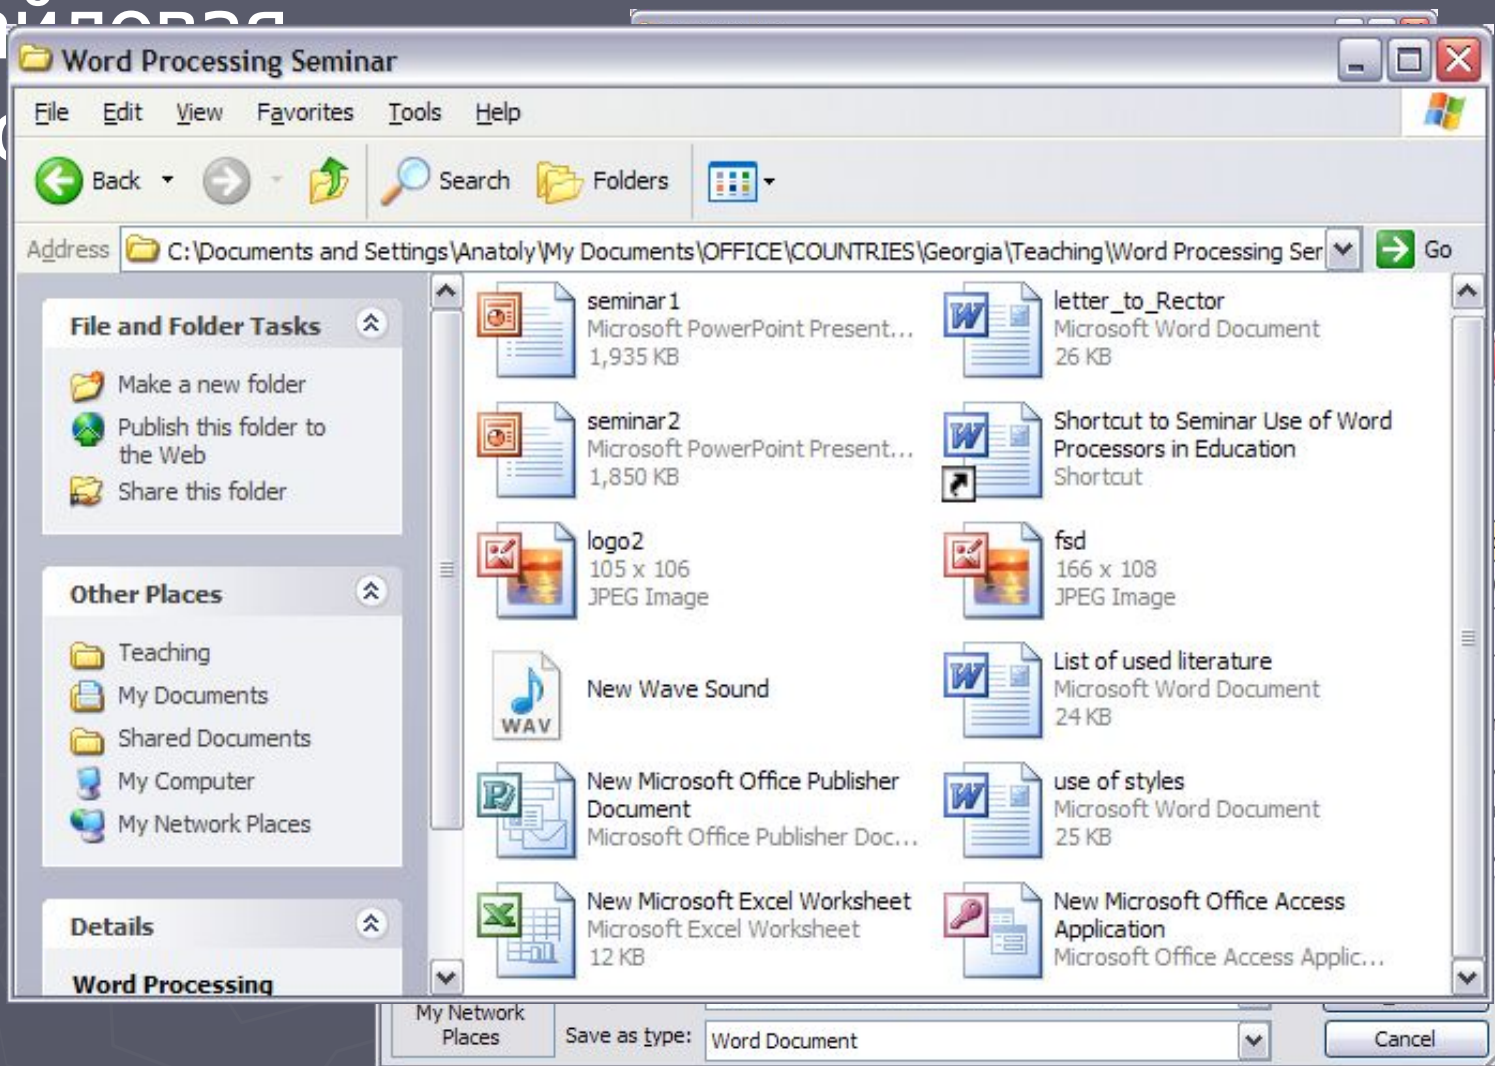 Word Processing Seminar
File Edit View Favorites Tools Help
Back Search Folders
Address C:\Documents and Settings\Anatoly\My Documents\OFFICE\COUNTRIES\Georgia\Teaching\Word Processing Ser Go
File and Folder Tasks
Make a new folder
Publish this folder to
the Web
Share this folder
Other Places
Teaching
My Documents
Shared Documents
My Computer
My Network Places
Details
Word Processing
seminar1
Microsoft PowerPoint Present...
1,935 KB
letter_to_Rector
Microsoft Word Document
26 KB
seminar2
Microsoft PowerPoint Present...
1,850 KB
Shortcut to Seminar Use of Word
Processors in Education
Shortcut
logo2
105 x 106
JPEG Image
fsd
166 x 108
JPEG Image
WAV
New Wave Sound
List of used literature
Microsoft Word Document
24 KB
New Microsoft Office Publisher
Document
Microsoft Office Publisher Doc...
use of styles
Microsoft Word Document
25 KB
New Microsoft Excel Worksheet
Microsoft Excel Worksheet
12 KB
New Microsoft Office Access
Application
Microsoft Office Access Applic...
My Network
Places
Save as type: Word Document Cancel